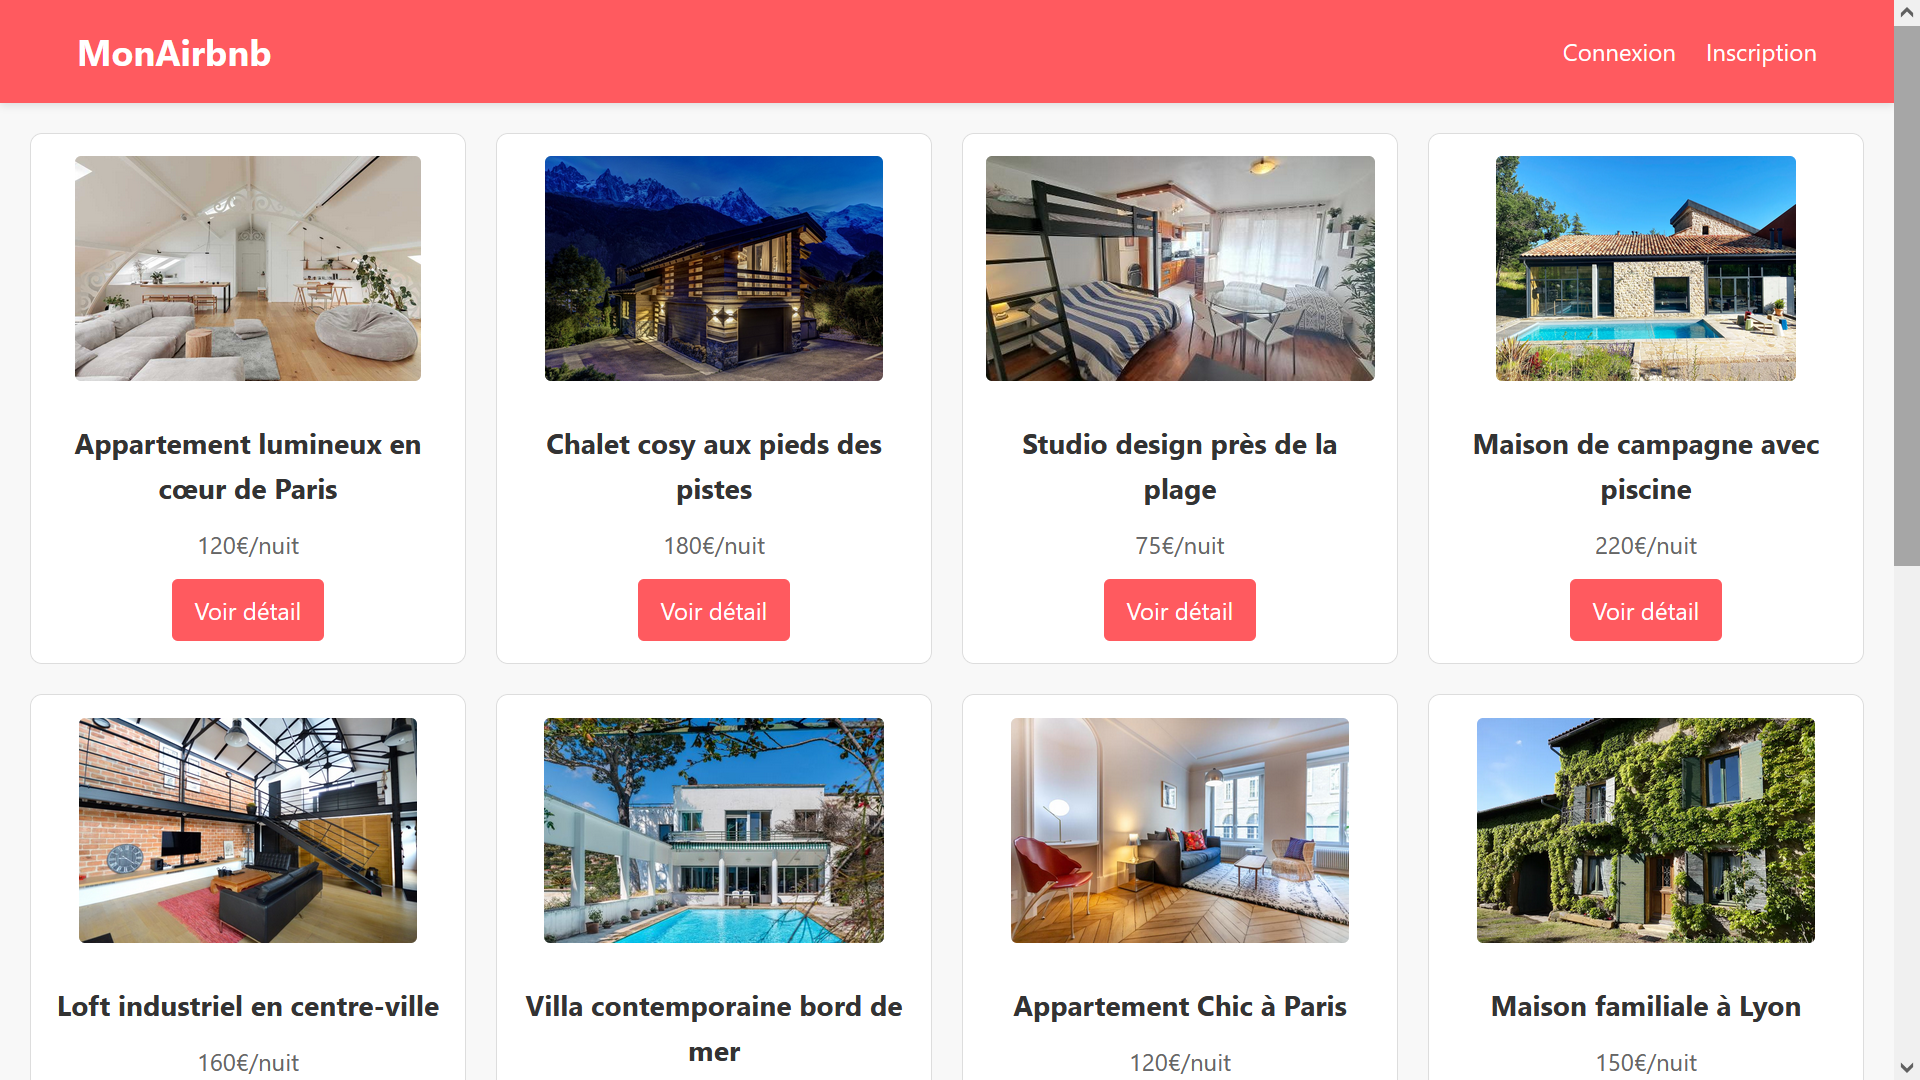 MonAirbnb
Connexion Inscription
Appartement lumineux en
cœur de Paris
120€/nuit
Voir détail
Chalet cosy aux pieds des
pistes
180€/nuit
Voir détail
Studio design près de la
plage
75€/nuit
Voir détail
Maison de campagne avec
piscine
220€/nuit
Voir détail
Loft industriel en centre-ville
160€/nuit
Villa contemporaine bord de
mer
Appartement Chic à Paris
120€/nuit
Maison familiale à Lyon
150€/nuit